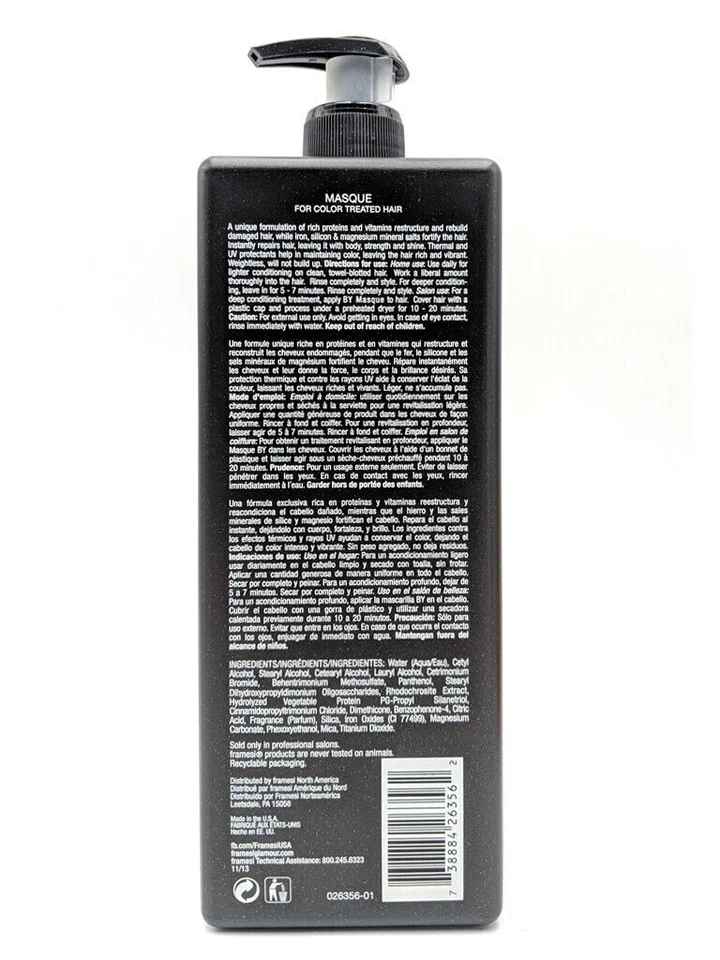 MASQUE
FOR COLOR TREATED HAIR
A unique formulation of rich proteins and vitamins restructure and rebuild
damaged hair, while iron, silicon & magnesium mineral salts fortify the hair.
Instantly repairs hair, leaving it with body, strength and shine. Thermal and
UV protectants help in maintaining color, leaving the hair rich and vibrant.
Weightless, will not build up. Directions for use: Home use: Use daily for
lighter conditioning on clean, towel-blotted hair. Work a liberal amount
thoroughly into the hair. Rinse completely and style. For deeper condition-
ing, leave in for 5 - 7 minutes. Rinse completely and style. Salon use: For a
deep conditioning treatment, apply BY Masque to hair. Cover hair with a
plastic cap and process under a preheated dryer for 10 - 20 minutes.
Caution: For external use only. Avoid getting in eyes. In case of eye contact,
rinse immediately with water. Keep out of reach of children.
Une formule unique riche en protéines et en vitamines qui restructure et
reconstruit les cheveux endommagés, pendant que le fer, le silicone et les
sels minéraux de magnésium fortifient le cheveu. Répare instantanément
les cheveux et leur donne la force, le corps et la brillance désirés. Sa
protection thermique et contre les rayons UV aide à conserver l'éclat de la
couleur, laissant les cheveux riches et vivants. Léger, ne s'accumule pas.
Mode d'emploi: Emploi à domicile: utiliser quotidiennement sur les
cheveux propres et séchés à la serviette pour une revitalisation légère.
Appliquer une quantité généreuse de produit dans les cheveux de façon
uniforme. Rincer à fond et coiffer. Pour une revitalisation en profondeur,
laisser agir de 5 à 7 minutes. Rincer à fond et coiffer. Emploi en salon de
coiffure: Pour obtenir un traitement revitalisant en profondeur, appliquer le
Masque BY dans les cheveux. Couvrir les cheveux à l'aide d'un bonnet de
plastique et laisser agir sous un sèche-cheveux préchauffé pendant 10 à
20 minutes. Prudence: Pour un usage externe seulement. Éviter de laisser
pénétrer dans les yeux. En cas de contact avec les yeux, rincer
immédiatement à l'eau. Garder hors de portée des enfants.
Una fórmula exclusiva rica en proteínas y vitaminas reestructura y
reacondiciona el cabello dañado, mientras que el hierro y las sales
minerales de sílice y magnesio fortifican el cabello. Repara el cabello al
instante, dejándolo con cuerpo, fortaleza, y brillo. Los ingredientes contra
los efectos térmicos y rayos UV ayudan a conservar el color, dejando el
cabello de color intenso y vibrante. Sin peso agregado, no deja residuos.
Indicaciones de uso: Uso en el hogar: Para un acondicionamiento ligero
usar diariamente en el cabello limpio y secado con toalla, sin frotar.
Aplicar una cantidad generosa de manera uniforme en todo el cabello.
Secar por completo y peinar. Para un acondicionamiento profundo, dejar de
5 a 7 minutos. Secar por completo y peinar. Uso en el salón de belleza:
Para un acondicionamiento profundo, aplicar la mascarilla BY en el cabello.
Cubrir el cabello con una gorra de plástico y utilizar una secadora
calentada previamente durante 10 a 20 minutos. Precaución: Sólo para
uso externo. Evitar que entre en los ojos. En caso de que ocurra el contacto
con los ojos, enjuagar de inmediato con agua. Mantengan fuera del
alcance de niños.
INGREDIENTS/INGRÉDIENTS/INGREDIENTES: Water (Aqua/Eau), Cetyl
Alcohol, Stearyl Alcohol, Cetearyl Alcohol, Lauryl Alcohol, Cetrimonium
Bromide, Behentrimonium Methosulfate, Panthenol, Stearyl
Dihydroxypropyldimonium Oligosaccharides, Rhodochrosite Extract,
Hydrolyzed Vegetable Protein PG-Propyl Silanetriol,
Cinnamidopropyltrimonium Chloride, Dimethicone, Benzophenone-4, Citric
Acid, Fragrance (Parfum), Silica, Iron Oxides (CI 77499), Magnesium
Carbonate, Phexoxyethanol, Mica, Titanium Dioxide.
Sold only in professional salons.
framesi® products are never tested on animals.
Recyclable packaging.
Distributed by framesi North America
Distribué par framesi Amérique du Nord
Distribuido por Framesi Norteamérica
Leetsdale, PA 15056
Made in the U.S.A.
FABRIQUÉ AUX ÉTATS-UNIS
Hecho en EE. UU.
fb.com/FramesiUSA
framesiglamour.com
framesi Technical Assistance: 800.245.6323
11/13
026356-01
7 38884 26356 2